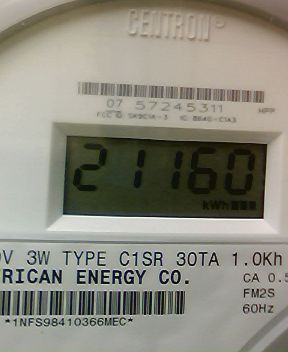 CENTRON®
07 57245311
HPP
21160
kWh
V 3W TYPE C1SR 30TA 1.0Kh
RICAN ENERGY CO.
CA 0.5
FM2S
60Hz
*1NFS98410366MEC*